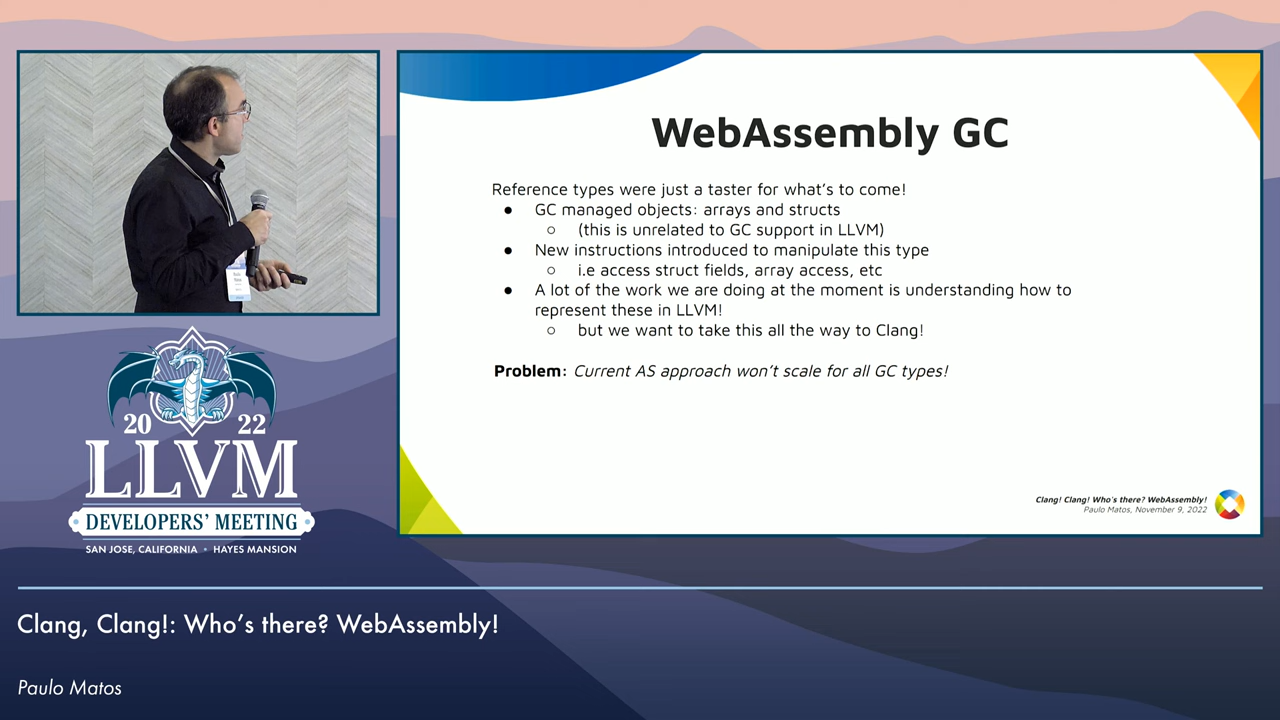 WebAssembly GC
Reference types were just a taster for what's to come!
● GC managed objects: arrays and structs
○ (this is unrelated to GC support in LLVM)
● New instructions introduced to manipulate this type
○ i.e access struct fields, array access, etc
● A lot of the work we are doing at the moment is understanding how to
represent these in LLVM!
○ but we want to take this all the way to Clang!
Problem: Current AS approach won't scale for all GC types!
Clang! Clang! Who's there? WebAssembly!
Paulo Matos, November 9, 2022
20 22
LLVM
DEVELOPERS' MEETING
SAN JOSE, CALIFORNIA • HAYES MANSION
Clang, Clang!: Who's there? WebAssembly!
Paulo Matos